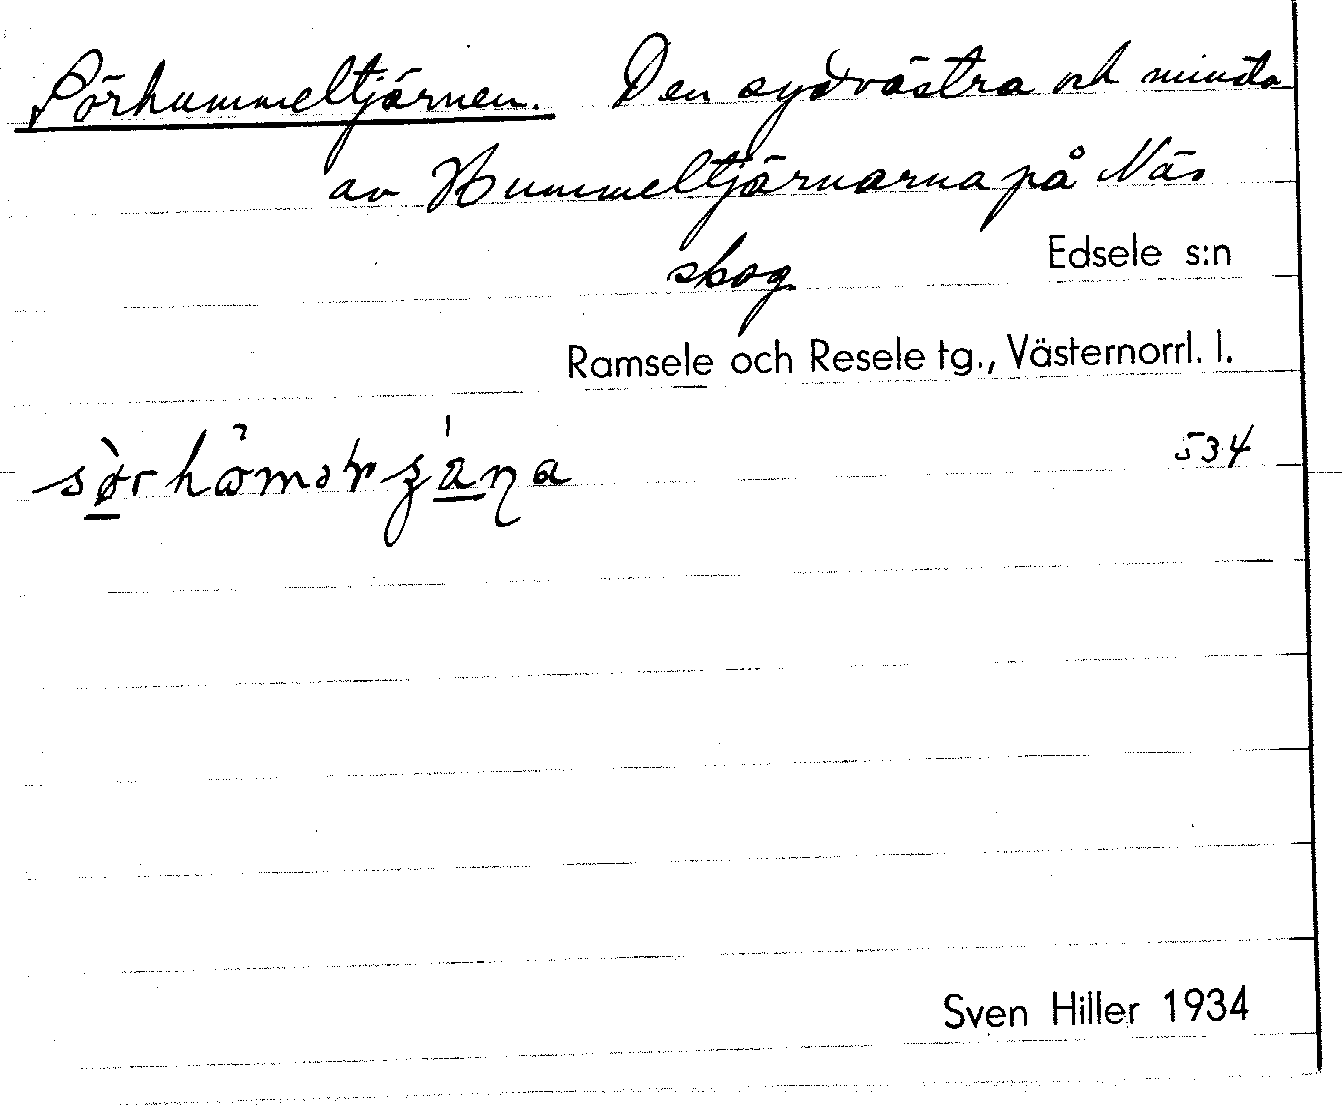 Sörhummeltjärnen. Den sydvästra och minsta
av Hummeltjärnarna på Näs
skog
Edsele s:n
Ramsele och Resele tg., Västernorrl. l.
534
Sven Hiller 1934